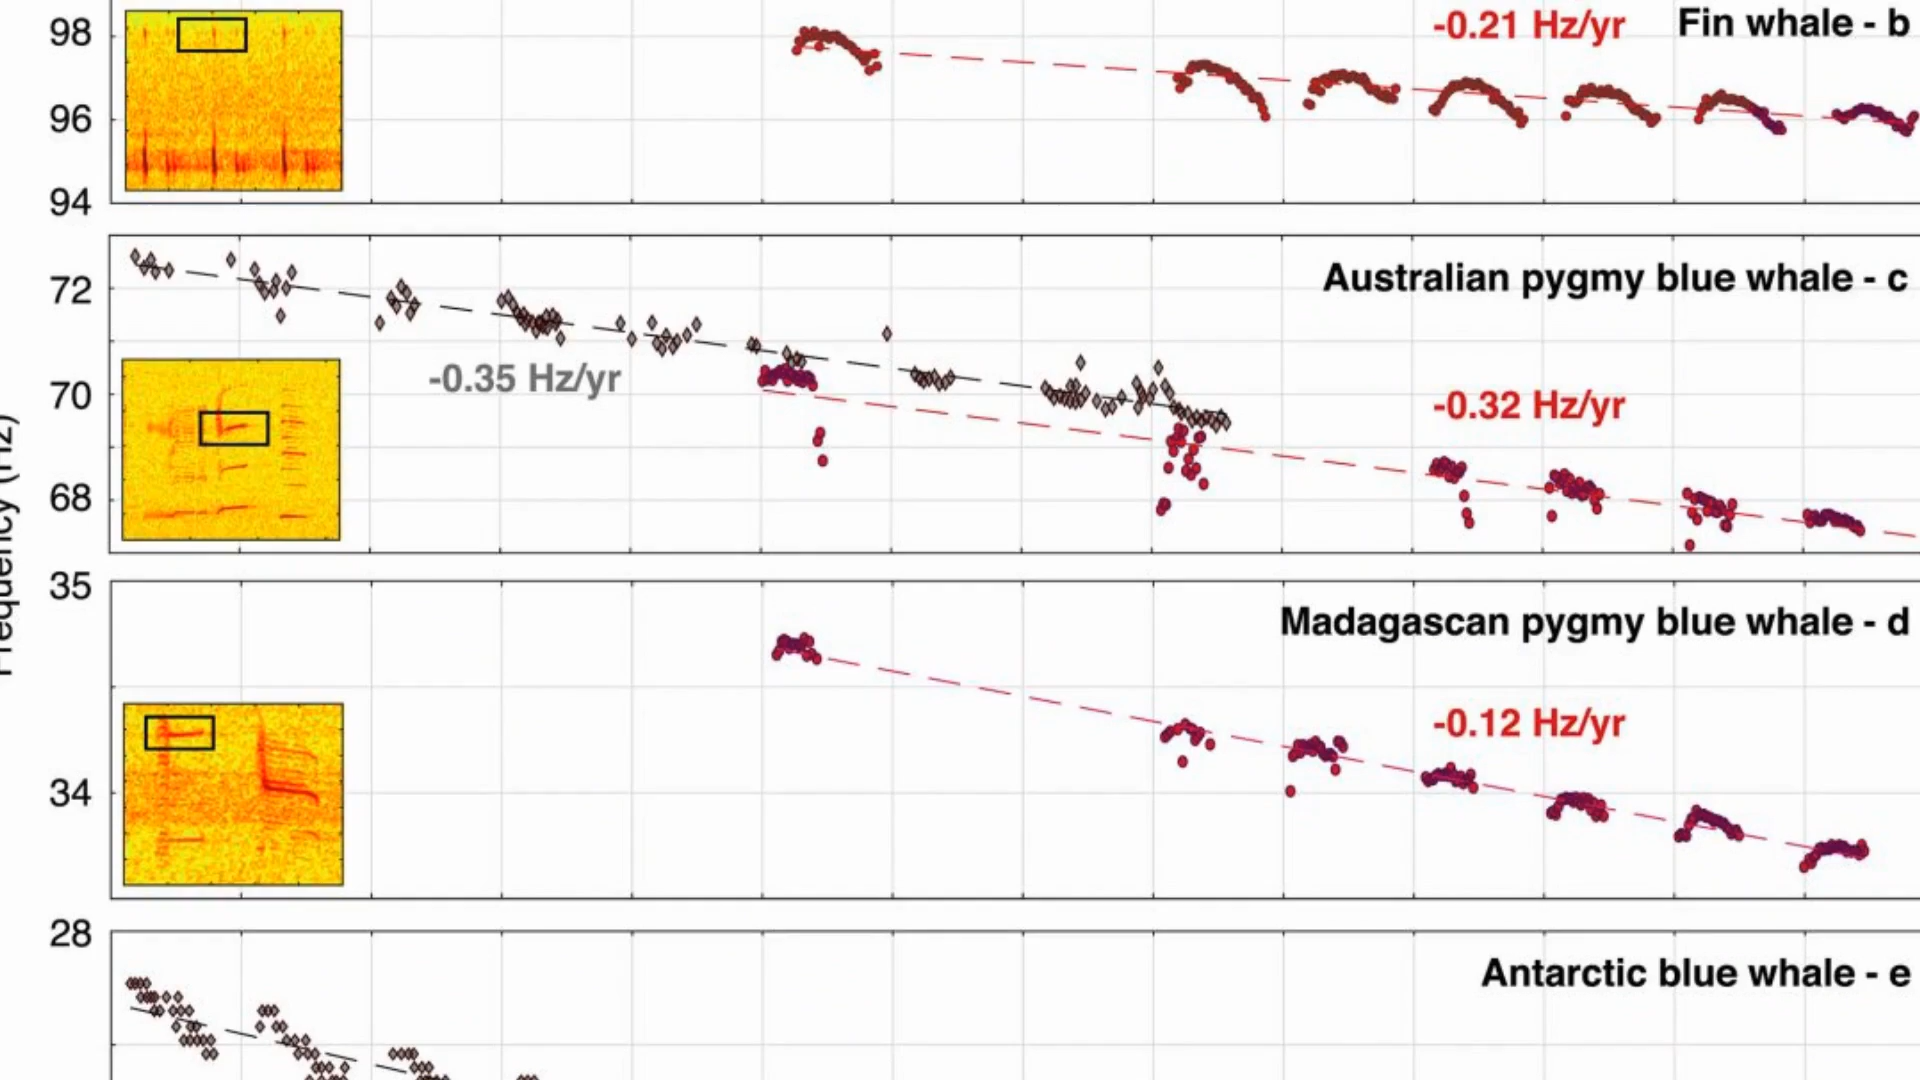 98
-0.21 Hz/yr
Fin whale - b
96
94
72
Australian pygmy blue whale - c
-0.35 Hz/yr
70
-0.32 Hz/yr
68
Frequency (Hz)
35
Madagascan pygmy blue whale - d
-0.12 Hz/yr
34
28
Antarctic blue whale - e